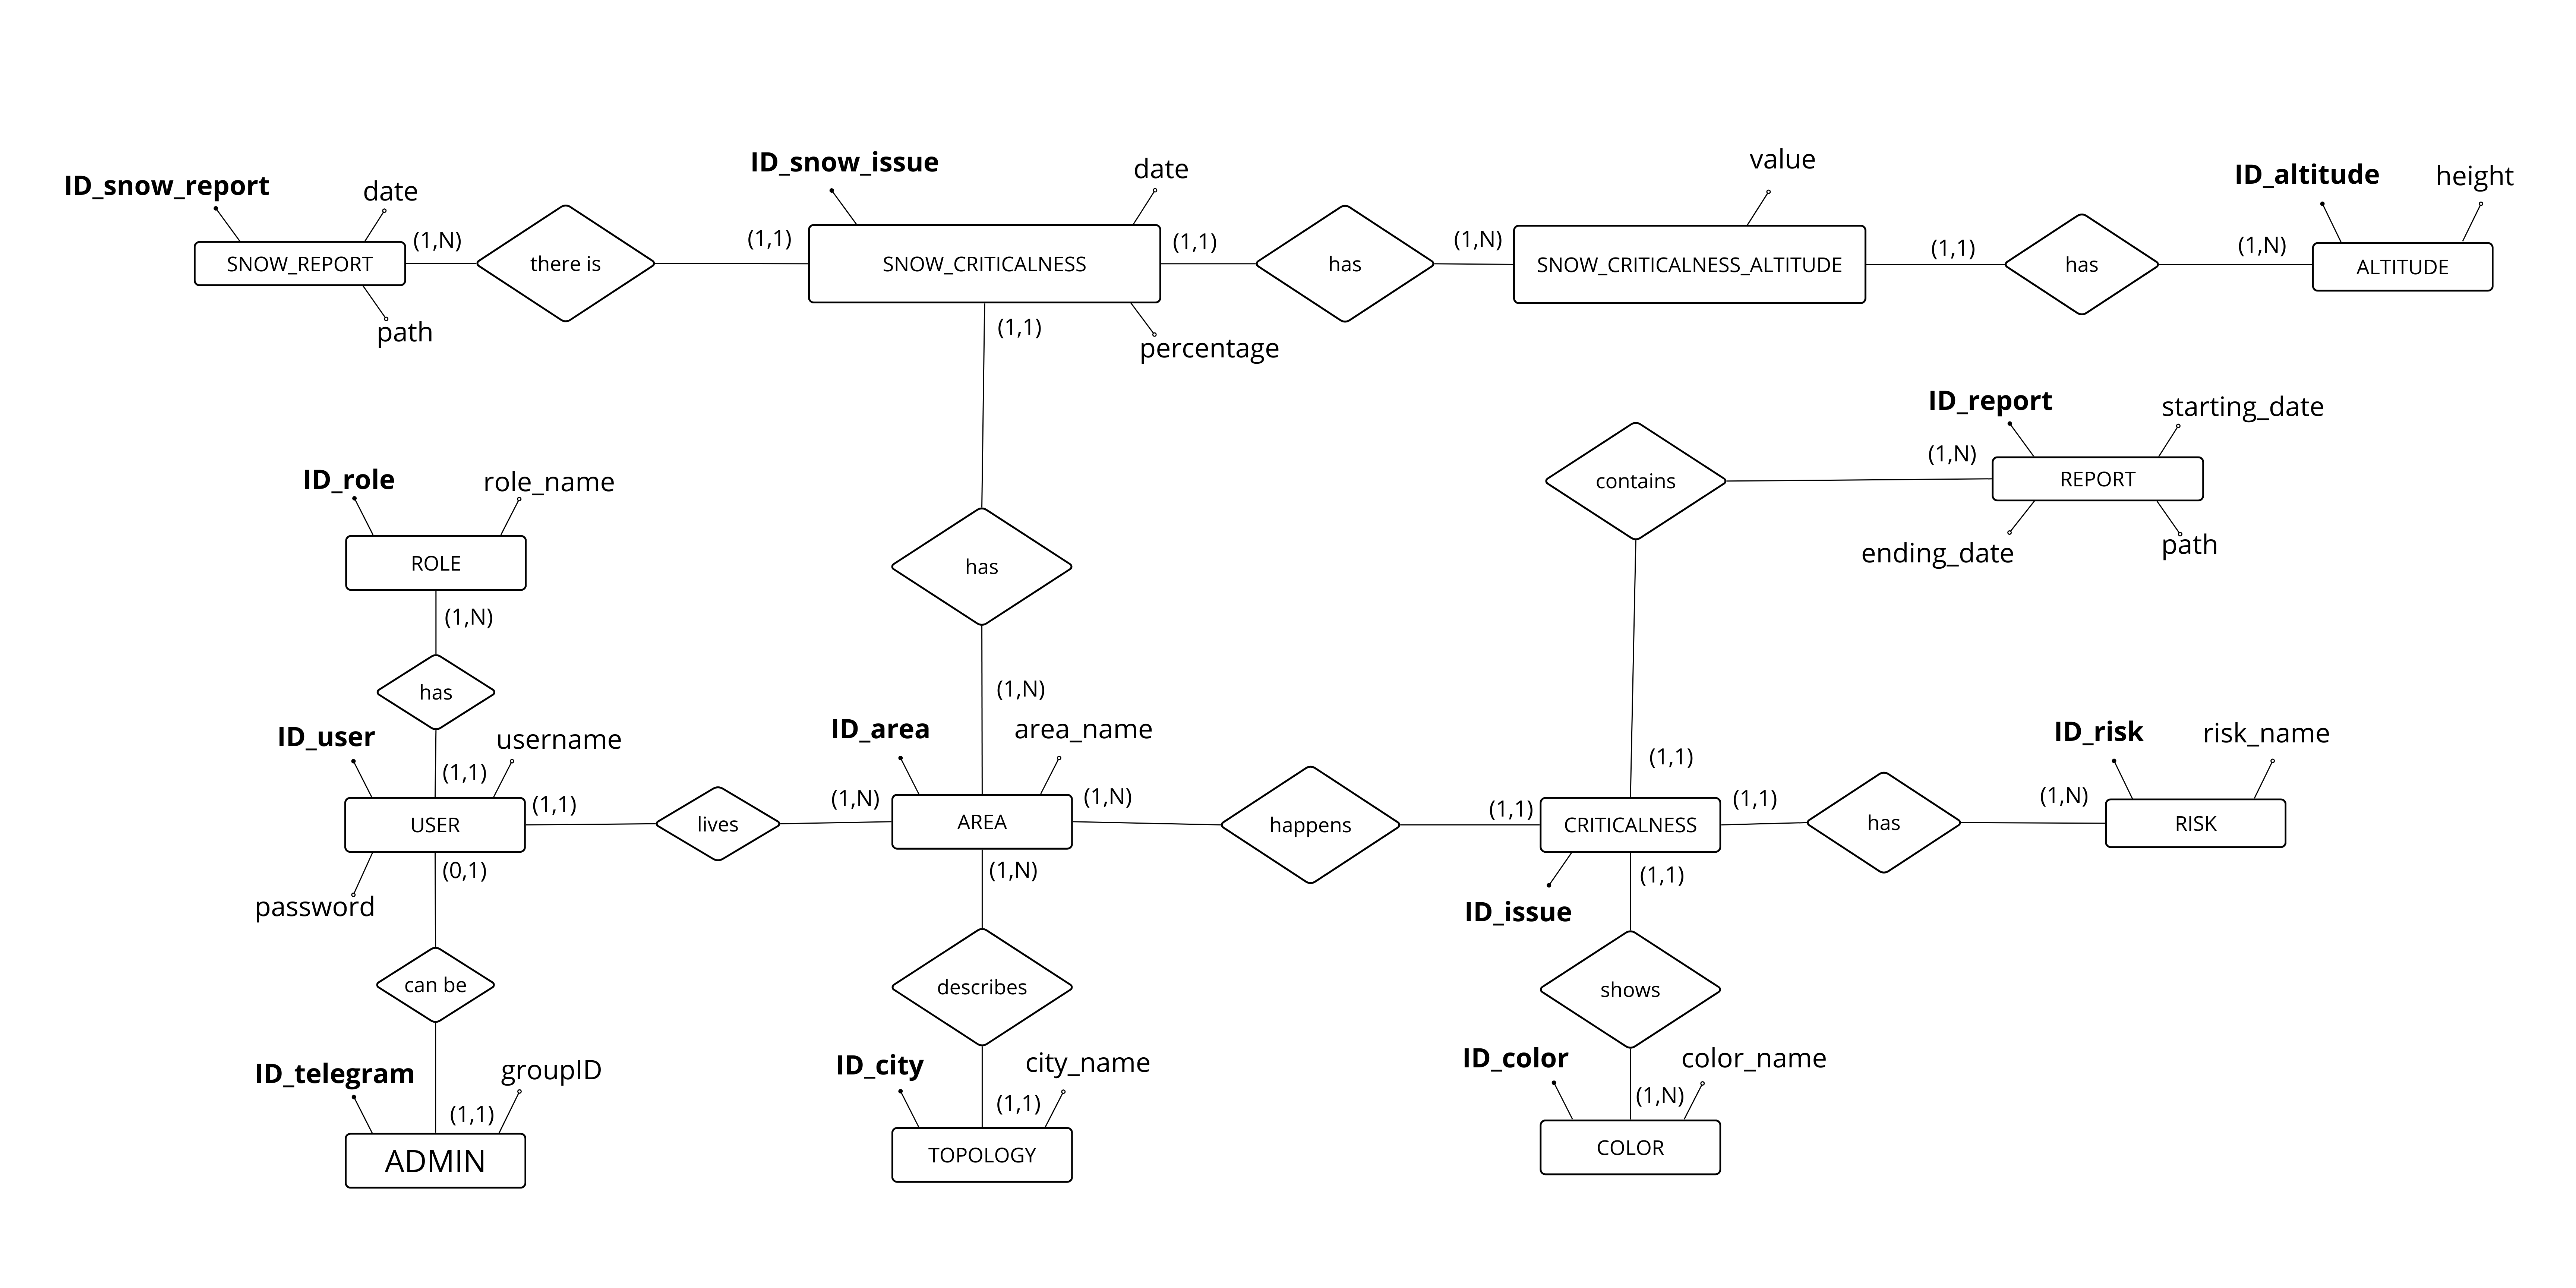 ID_snow_report
date
SNOW_REPORT
(1,N)
path
there is
(1,1)
ID_snow_issue
date
SNOW_CRITICALNESS
percentage
(1,1)
(1,1)
has
(1,N)
value
SNOW_CRITICALNESS_ALTITUDE
(1,1)
has
(1,N)
ID_altitude
height
ALTITUDE
has
(1,N)
ID_report
starting_date
REPORT
ending_date
path
(1,N)
contains
(1,1)
ID_role
role_name
ROLE
(1,N)
has
(1,1)
ID_user
username
USER
password
(1,1)
lives
(1,N)
ID_area
area_name
AREA
(1,N)
happens
(1,1)
CRITICALNESS
ID_issue
(1,1)
has
(1,N)
ID_risk
risk_name
RISK
(0,1)
can be
(1,1)
ID_telegram
groupID
ADMIN
(1,N)
describes
(1,1)
ID_city
city_name
TOPOLOGY
(1,1)
shows
(1,N)
ID_color
color_name
COLOR